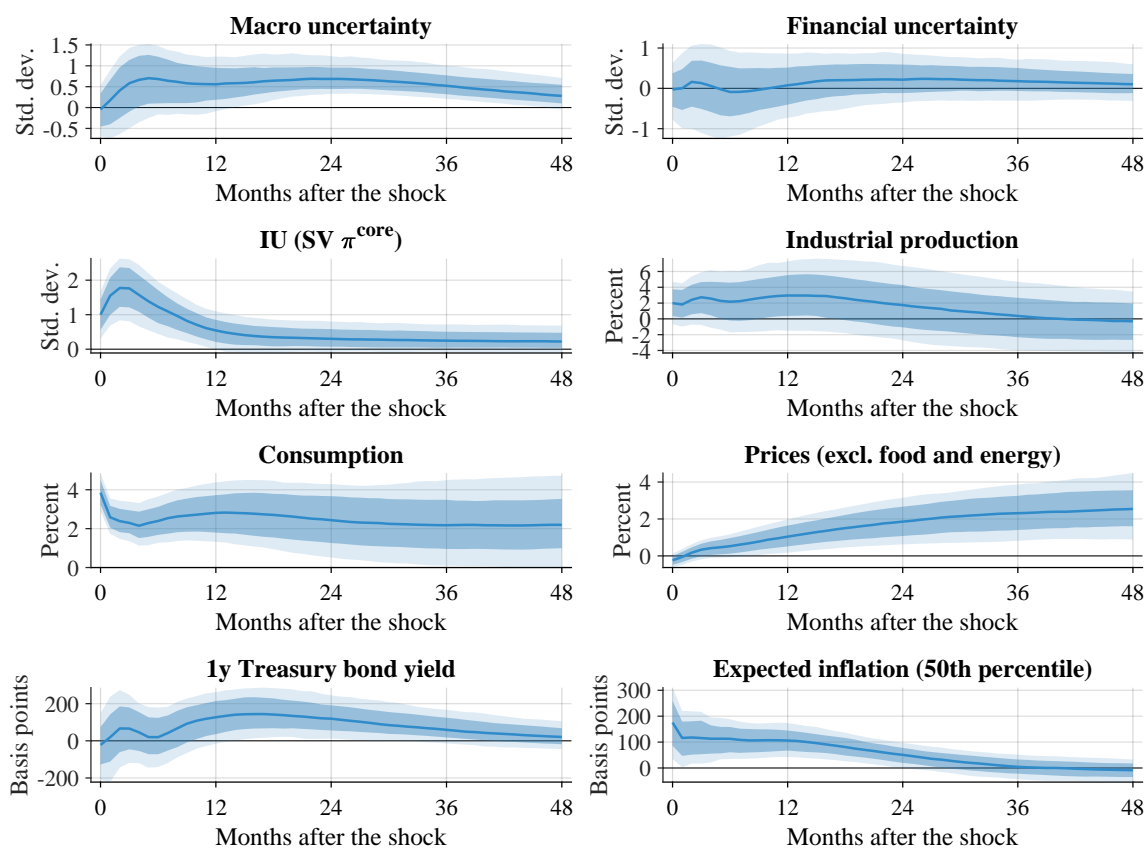 Macro uncertainty
Std. dev.
1.5
1
0.5
0
-0.5
0 12 24 36 48
Months after the shock
Financial uncertainty
Std. dev.
1
0
-1
0 12 24 36 48
Months after the shock
IU (SV π^core)
Std. dev.
2
1
0
0 12 24 36 48
Months after the shock
Industrial production
Percent
6
4
2
0
-2
-4
0 12 24 36 48
Months after the shock
Consumption
Percent
4
2
0
0 12 24 36 48
Months after the shock
Prices (excl. food and energy)
Percent
4
2
0
0 12 24 36 48
Months after the shock
1y Treasury bond yield
Basis points
200
0
-200
0 12 24 36 48
Months after the shock
Expected inflation (50th percentile)
Basis points
300
200
100
0
0 12 24 36 48
Months after the shock